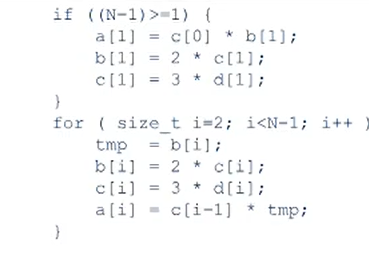 if ((N-1)>=1) {
a[1] = c[0] * b[1];
b[1] = 2 * c[1];
c[1] = 3 * d[1];
}
for ( size_t i=2; i<N-1; i++ )
tmp = b[i];
b[i] = 2 * c[i];
c[i] = 3 * d[i];
a[i] = c[i-1] * tmp;
}